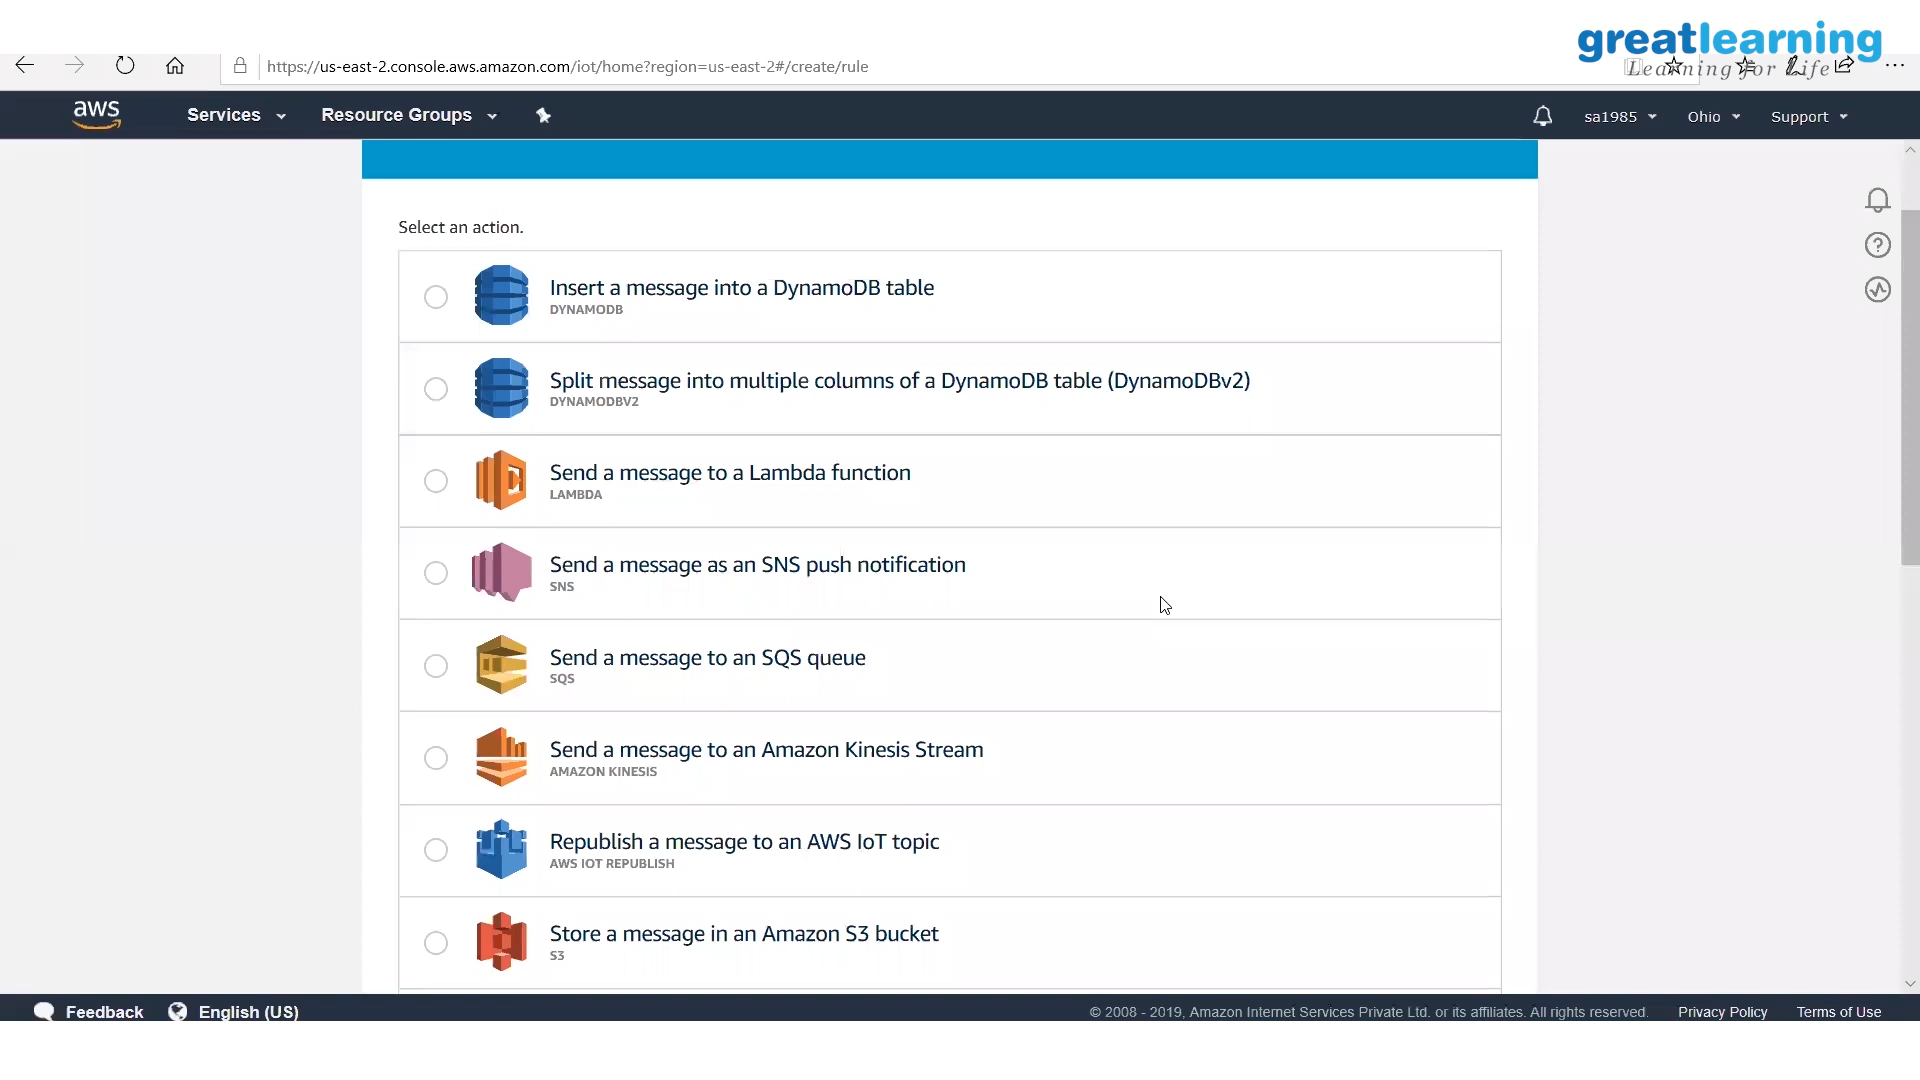 greatlearning
Learning for Life
https://us-east-2.console.aws.amazon.com/iot/home?region=us-east-2#/create/rule
aws
Services
Resource Groups
sa1985
Ohio
Support
Select an action.
Insert a message into a DynamoDB table
DYNAMODB
Split message into multiple columns of a DynamoDB table (DynamoDBv2)
DYNAMODBV2
Send a message to a Lambda function
LAMBDA
Send a message as an SNS push notification
SNS
Send a message to an SQS queue
SQS
Send a message to an Amazon Kinesis Stream
AMAZON KINESIS
Republish a message to an AWS IoT topic
AWS IOT REPUBLISH
Store a message in an Amazon S3 bucket
S3
Feedback
English (US)
© 2008 - 2019, Amazon Internet Services Private Ltd. or its affiliates. All rights reserved.
Privacy Policy
Terms of Use